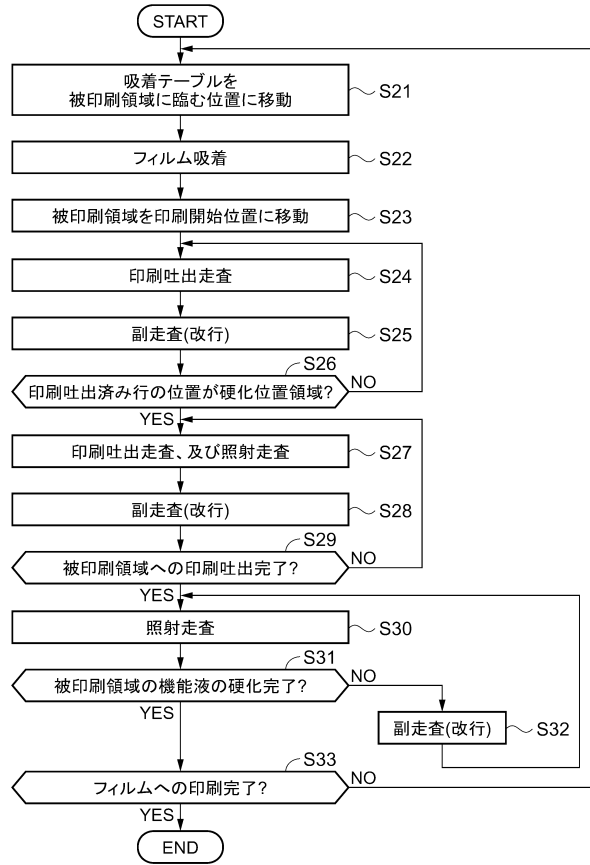 START
吸着テーブルを
被印刷領域に臨む位置に移動
S21
フィルム吸着
S22
被印刷領域を印刷開始位置に移動
S23
印刷吐出走査
S24
副走査(改行)
S25
S26
印刷吐出済み行の位置が硬化位置領域?
NO
YES
印刷吐出走査、及び照射走査
S27
副走査(改行)
S28
S29
被印刷領域への印刷吐出完了?
NO
YES
照射走査
S30
S31
被印刷領域の機能液の硬化完了?
NO
YES
副走査(改行)
S32
S33
フィルムへの印刷完了?
NO
YES
END